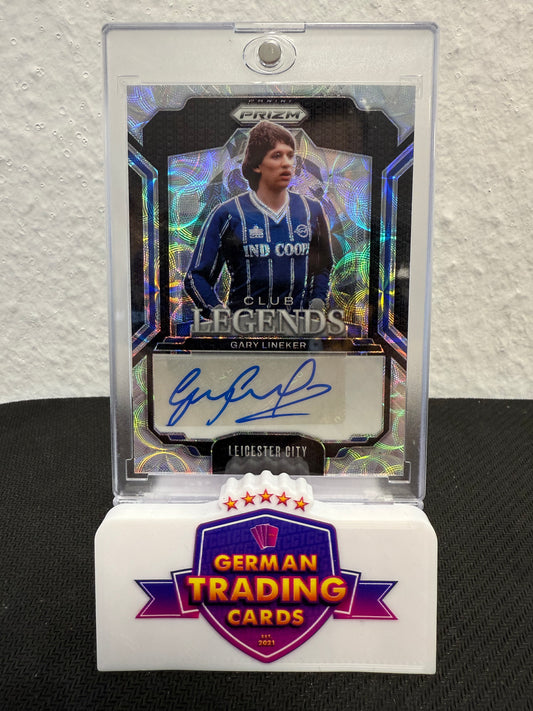 PANINI
PRIZM
IND COOP
CLUB
LEGENDS
GARY LINEKER
LEICESTER CITY
GERMAN
TRADING
CARDS
EST.
2021